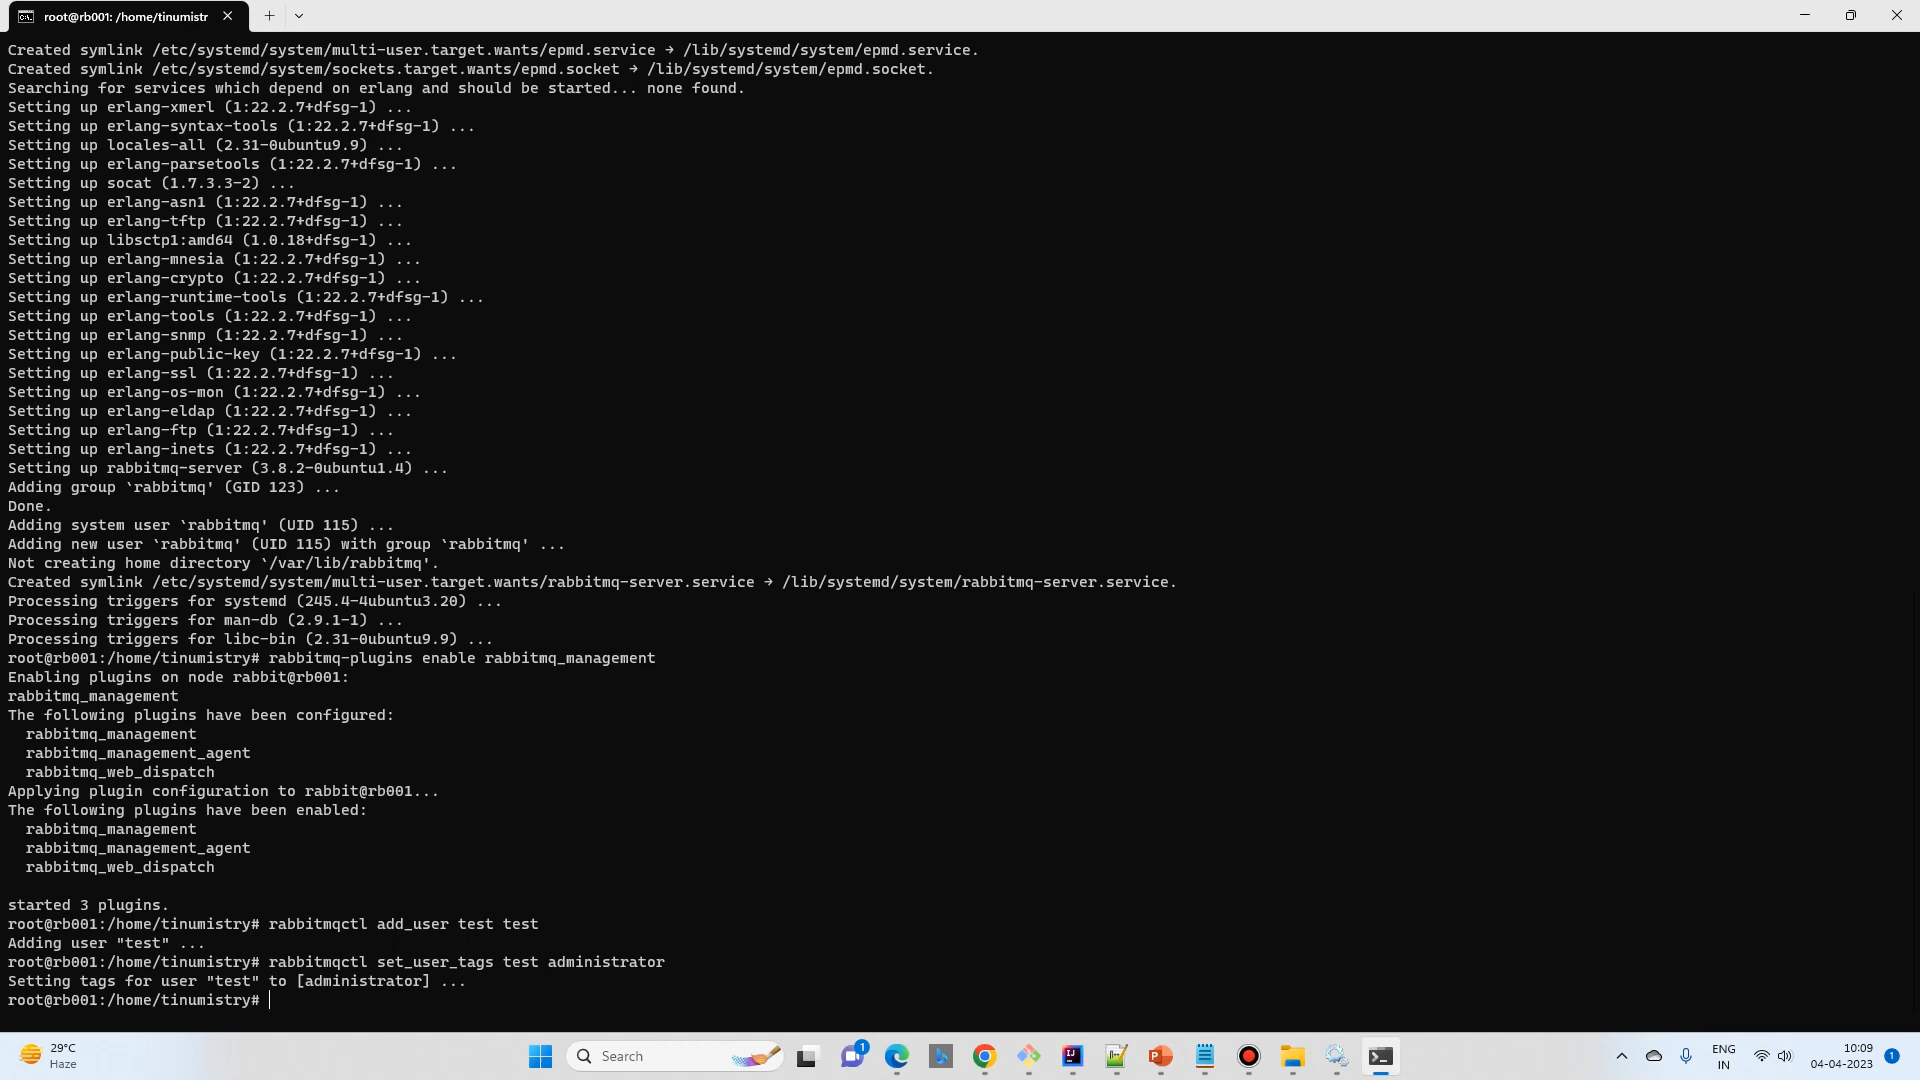 root@rb001: /home/tinumistr
Created symlink /etc/systemd/system/multi-user.target.wants/epmd.service → /lib/systemd/system/epmd.service.
Created symlink /etc/systemd/system/sockets.target.wants/epmd.socket → /lib/systemd/system/epmd.socket.
Searching for services which depend on erlang and should be started... none found.
Setting up erlang-xmerl (1:22.2.7+dfsg-1) ...
Setting up erlang-syntax-tools (1:22.2.7+dfsg-1) ...
Setting up locales-all (2.31-0ubuntu9.9) ...
Setting up erlang-parsetools (1:22.2.7+dfsg-1) ...
Setting up socat (1.7.3.3-2) ...
Setting up erlang-asn1 (1:22.2.7+dfsg-1) ...
Setting up erlang-tftp (1:22.2.7+dfsg-1) ...
Setting up libsctp1:amd64 (1.0.18+dfsg-1) ...
Setting up erlang-mnesia (1:22.2.7+dfsg-1) ...
Setting up erlang-crypto (1:22.2.7+dfsg-1) ...
Setting up erlang-runtime-tools (1:22.2.7+dfsg-1) ...
Setting up erlang-tools (1:22.2.7+dfsg-1) ...
Setting up erlang-snmp (1:22.2.7+dfsg-1) ...
Setting up erlang-public-key (1:22.2.7+dfsg-1) ...
Setting up erlang-ssl (1:22.2.7+dfsg-1) ...
Setting up erlang-os-mon (1:22.2.7+dfsg-1) ...
Setting up erlang-eldap (1:22.2.7+dfsg-1) ...
Setting up erlang-ftp (1:22.2.7+dfsg-1) ...
Setting up erlang-inets (1:22.2.7+dfsg-1) ...
Setting up rabbitmq-server (3.8.2-0ubuntu1.4) ...
Adding group `rabbitmq' (GID 123) ...
Done.
Adding system user `rabbitmq' (UID 115) ...
Adding new user `rabbitmq' (UID 115) with group `rabbitmq' ...
Not creating home directory `/var/lib/rabbitmq'.
Created symlink /etc/systemd/system/multi-user.target.wants/rabbitmq-server.service → /lib/systemd/system/rabbitmq-server.service.
Processing triggers for systemd (245.4-4ubuntu3.20) ...
Processing triggers for man-db (2.9.1-1) ...
Processing triggers for libc-bin (2.31-0ubuntu9.9) ...
root@rb001:/home/tinumistry# rabbitmq-plugins enable rabbitmq_management
Enabling plugins on node rabbit@rb001:
rabbitmq_management
The following plugins have been configured:
  rabbitmq_management
  rabbitmq_management_agent
  rabbitmq_web_dispatch
Applying plugin configuration to rabbit@rb001...
The following plugins have been enabled:
  rabbitmq_management
  rabbitmq_management_agent
  rabbitmq_web_dispatch
started 3 plugins.
root@rb001:/home/tinumistry# rabbitmqctl add_user test test
Adding user "test" ...
root@rb001:/home/tinumistry# rabbitmqctl set_user_tags test administrator
Setting tags for user "test" to [administrator] ...
root@rb001:/home/tinumistry#
29°C
Haze
Search
1
ENG
IN
10:09
04-04-2023
1